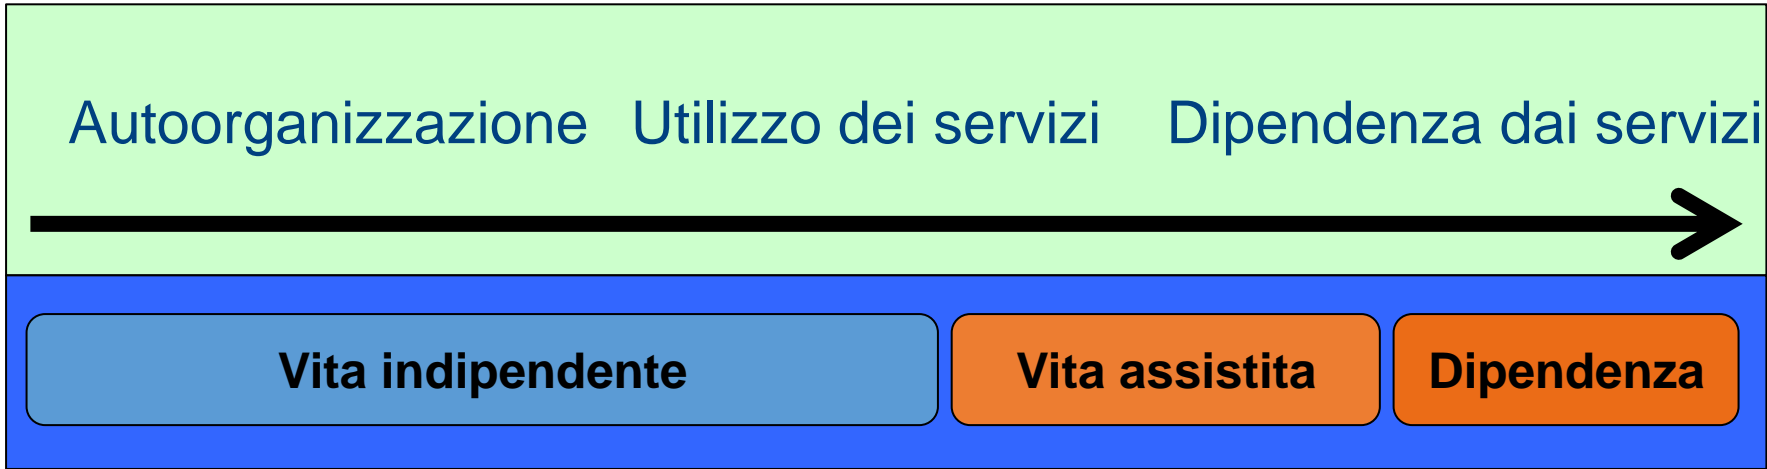 Autoorganizzazione Utilizzo dei servizi Dipendenza dai servizi
Vita indipendente Vita assistita Dipendenza